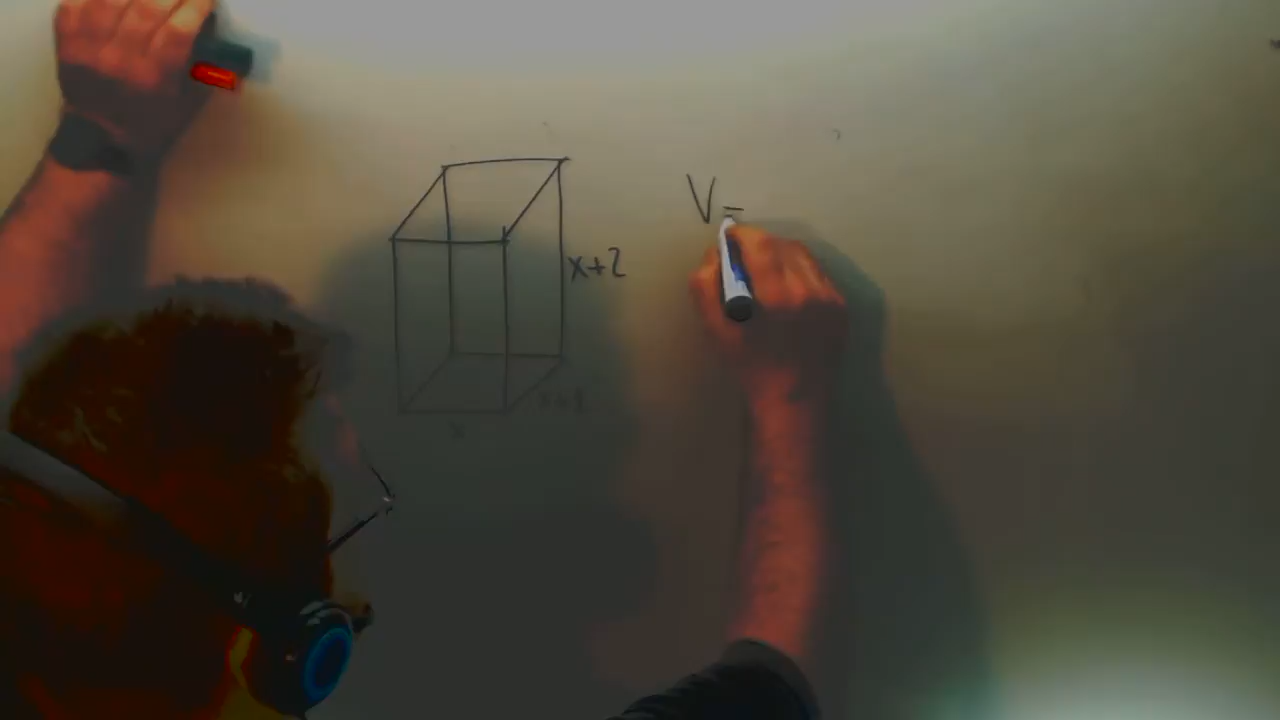 V =
x+2
x